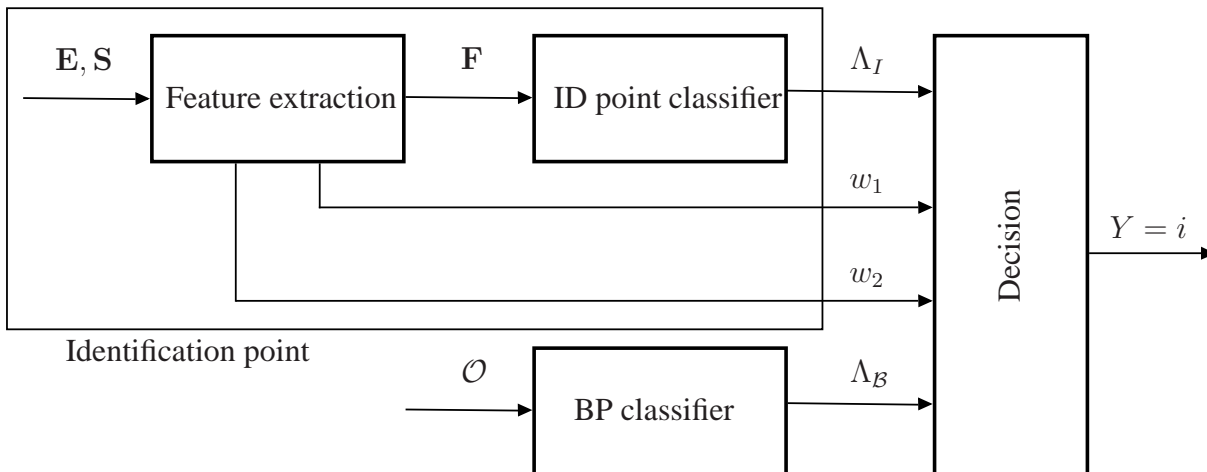 E, S
Feature extraction
F
ID point classifier
Λ_I
w_1
w_2
Identification point
O
BP classifier
Λ_B
Decision
Y = i